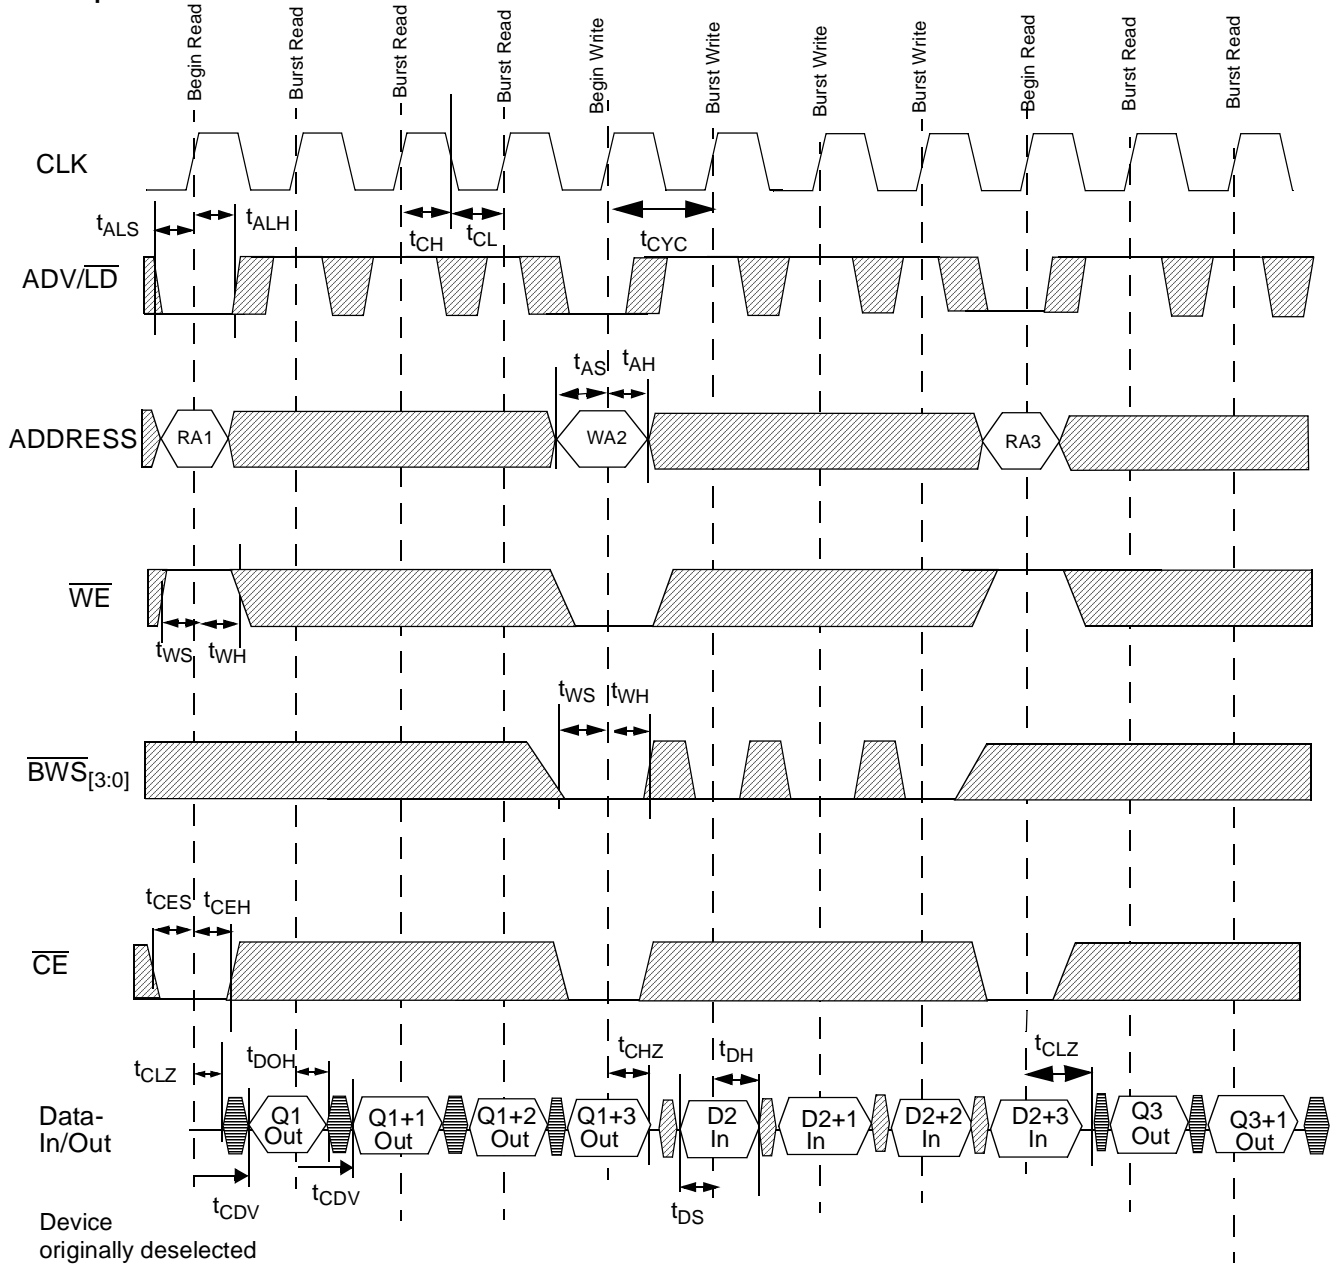 Begin Read
Burst Read
Burst Read
Burst Read
Begin Write
Burst Write
Burst Write
Burst Write
Begin Read
Burst Read
Burst Read
CLK
tALS
tALH
tCH
tCL
tCYC
ADV/LD
tAS
tAH
ADDRESS
RA1
WA2
RA3
WE
tWS
tWH
tWS
tWH
BWS[3:0]
tCES
tCEH
CE
tCLZ
tDOH
tCHZ
tDH
tCLZ
Data-
In/Out
Q1
Out
Q1+1
Out
Q1+2
Out
Q1+3
Out
D2
In
D2+1
In
D2+2
In
D2+3
In
Q3
Out
Q3+1
Out
tCDV
tCDV
tDS
Device
originally deselected